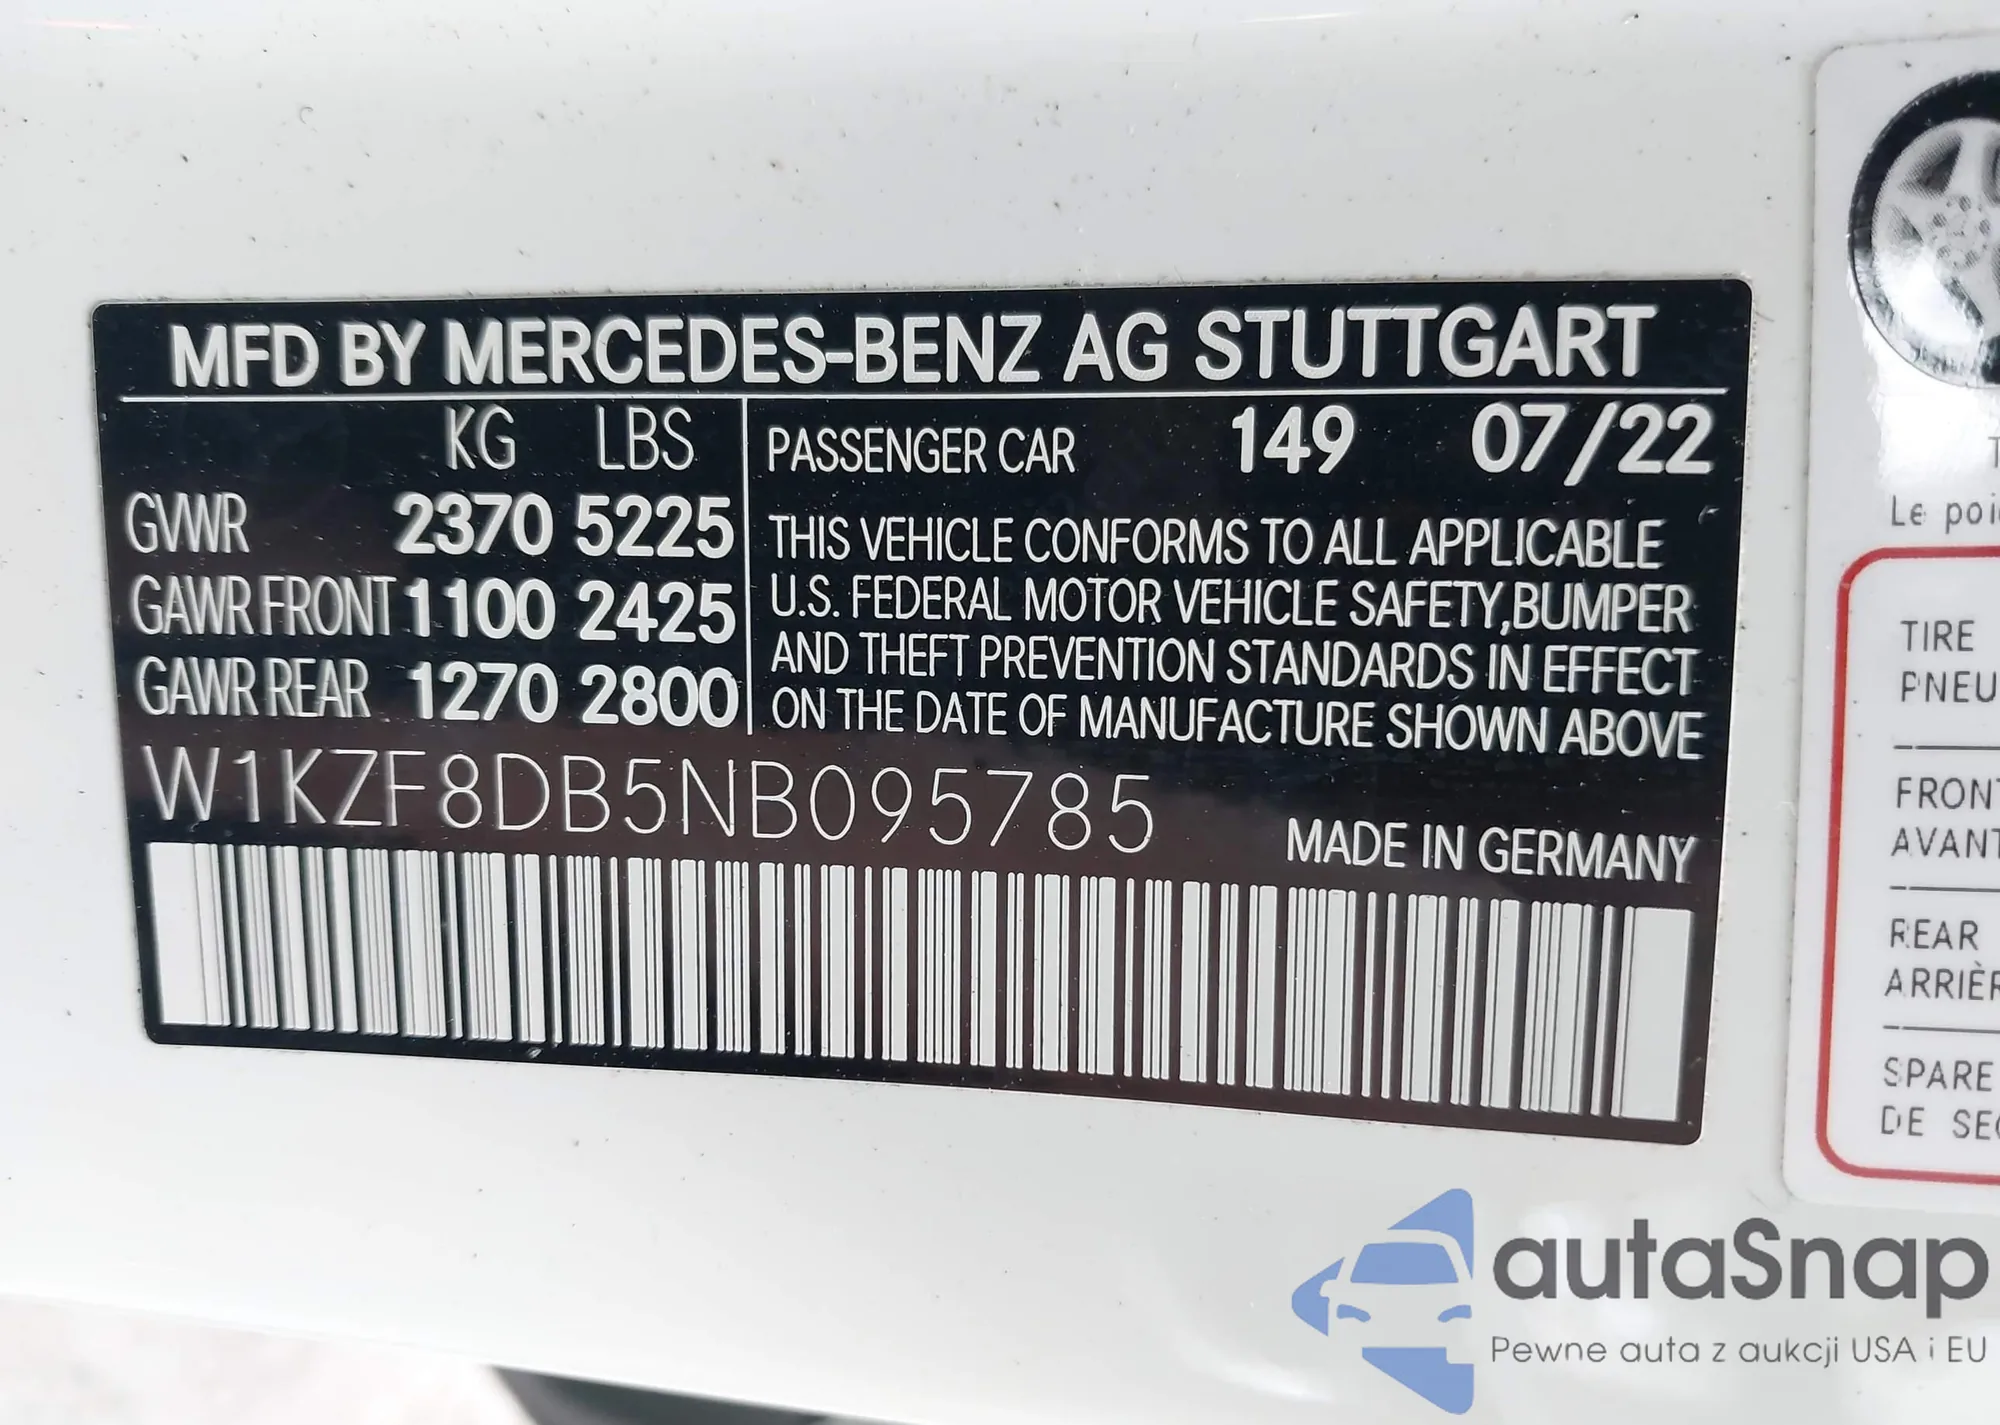 MFD BY MERCEDES-BENZ AG STUTTGART
KG LBS
GVWR 2370 5225
GAWR FRONT 1100 2425
GAWR REAR 1270 2800
PASSENGER CAR 149 07/22
THIS VEHICLE CONFORMS TO ALL APPLICABLE
U.S. FEDERAL MOTOR VEHICLE SAFETY, BUMPER
AND THEFT PREVENTION STANDARDS IN EFFECT
ON THE DATE OF MANUFACTURE SHOWN ABOVE
W1KZF8DB5NB095785
MADE IN GERMANY
Le
TIRE
FRONT
REAR
SPARE
DE
autaSnap
Pewne auta z aukcji USA i EU